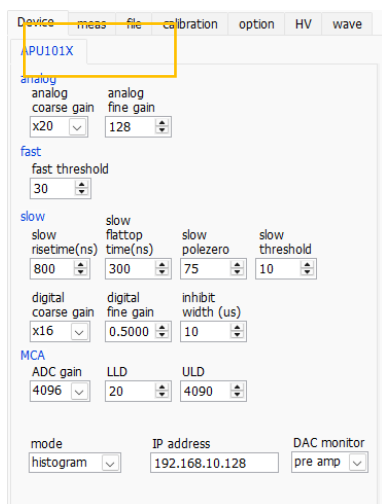 Device meas file calibration option HV wave
APU101X
analog
analog analog
coarse gain fine gain
x20 128
fast
fast threshold
30
slow
slow slow slow slow
risetime(ns) flattop time(ns) polezero threshold
800 300 75 10
digital digital inhibit
coarse gain fine gain width (us)
x16 0.5000 10
MCA
ADC gain LLD ULD
4096 20 4090
mode IP address DAC monitor
histogram 192.168.10.128 pre amp